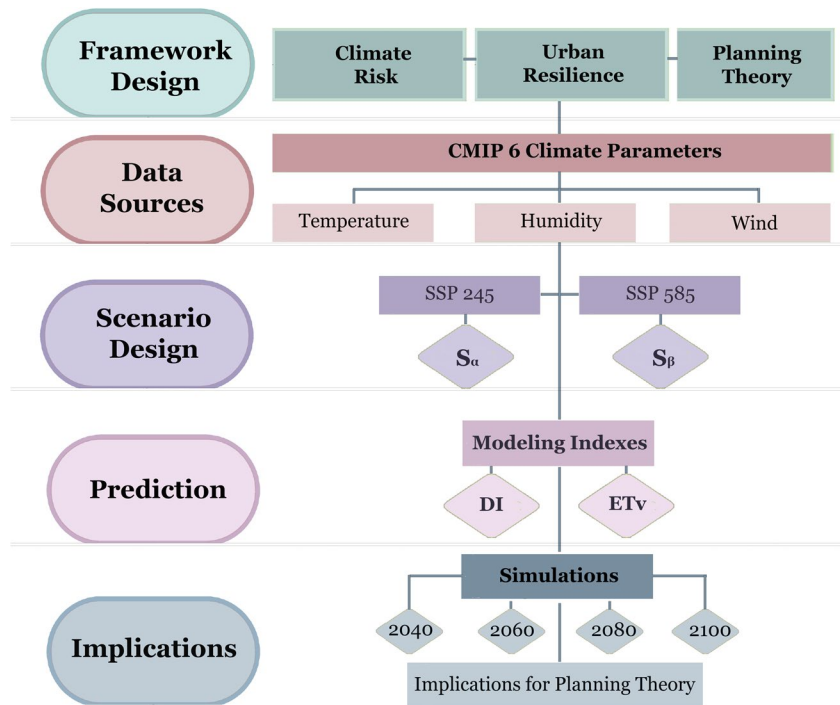 Framework
Design
Climate
Risk
Urban
Resilience
Planning
Theory
Data
Sources
CMIP 6 Climate Parameters
Temperature
Humidity
Wind
Scenario
Design
SSP 245
SSP 585
Sα
Sβ
Prediction
Modeling Indexes
DI
ETv
Implications
Simulations
2040
2060
2080
2100
Implications for Planning Theory